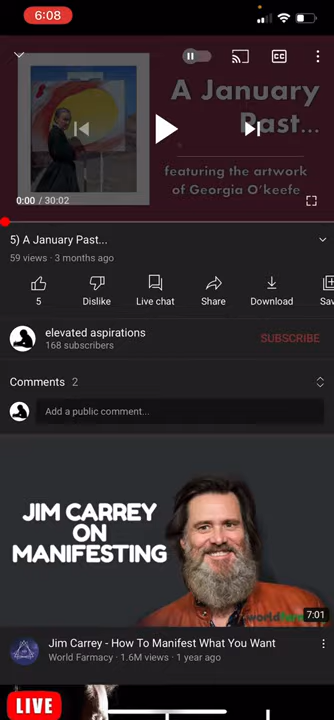 6:08
A January
Past...
featuring the artwork
of Georgia O'keefe
0:00 / 30:02
5) A January Past...
59 views · 3 months ago
5
Dislike
Live chat
Share
Download
Sav
elevated aspirations
168 subscribers
SUBSCRIBE
Comments 2
Add a public comment...
JIM CARREY
ON
MANIFESTING
worldFarm
7:01
Jim Carrey - How To Manifest What You Want
World Farmacy · 1.6M views · 1 year ago
LIVE